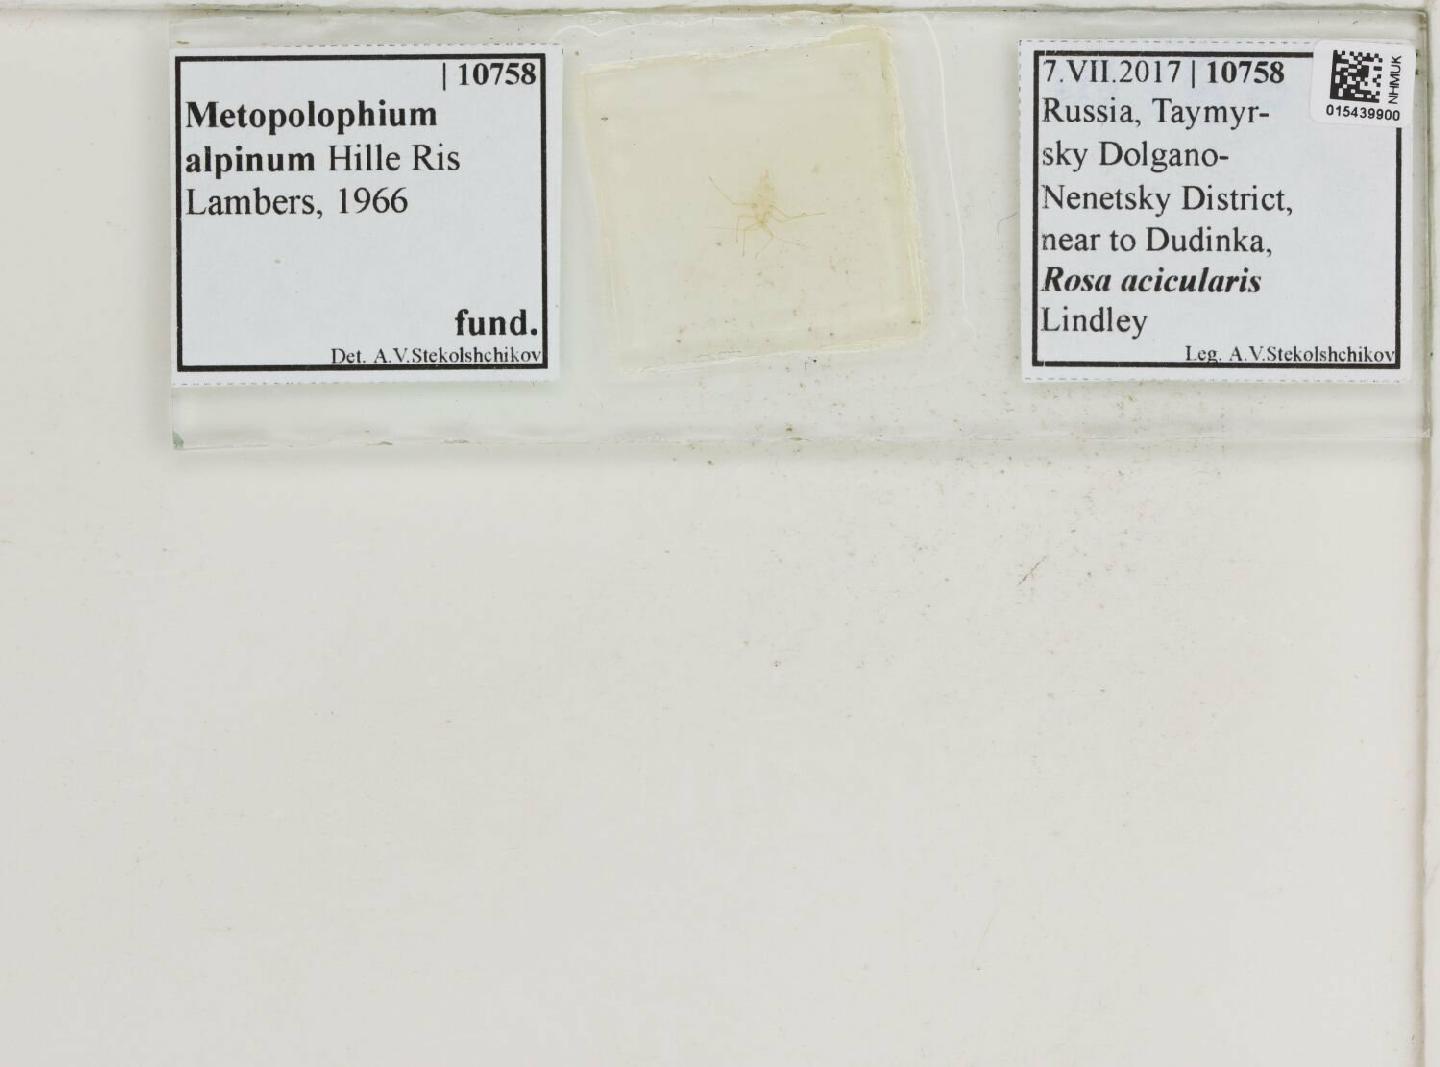 | 10758
Metopolophium
alpinum Hille Ris
Lambers, 1966
fund.
Det. A.V.Stekolshchikov
7.VII.2017 | 10758
Russia, Taymyr-
sky Dolgano-
Nenetsky District,
near to Dudinka,
Rosa acicularis
Lindley
Leg. A.V.Stekolshchikov
NHMUK
015439900